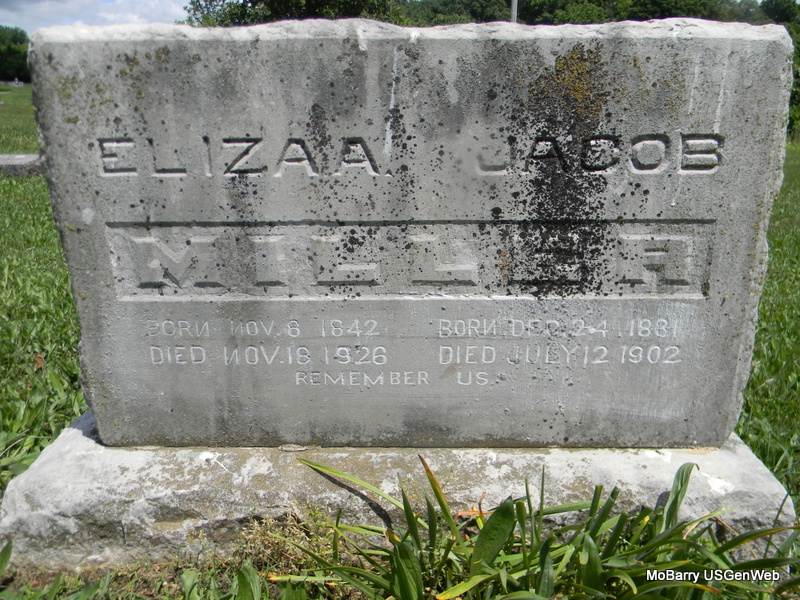 ELIZA A. JACOB
MILLER
BORN NOV. 6 1842 BORN DEC 24 1881
DIED NOV. 18 1926 DIED JULY 12 1902
REMEMBER US.
MoBarry USGenWeb